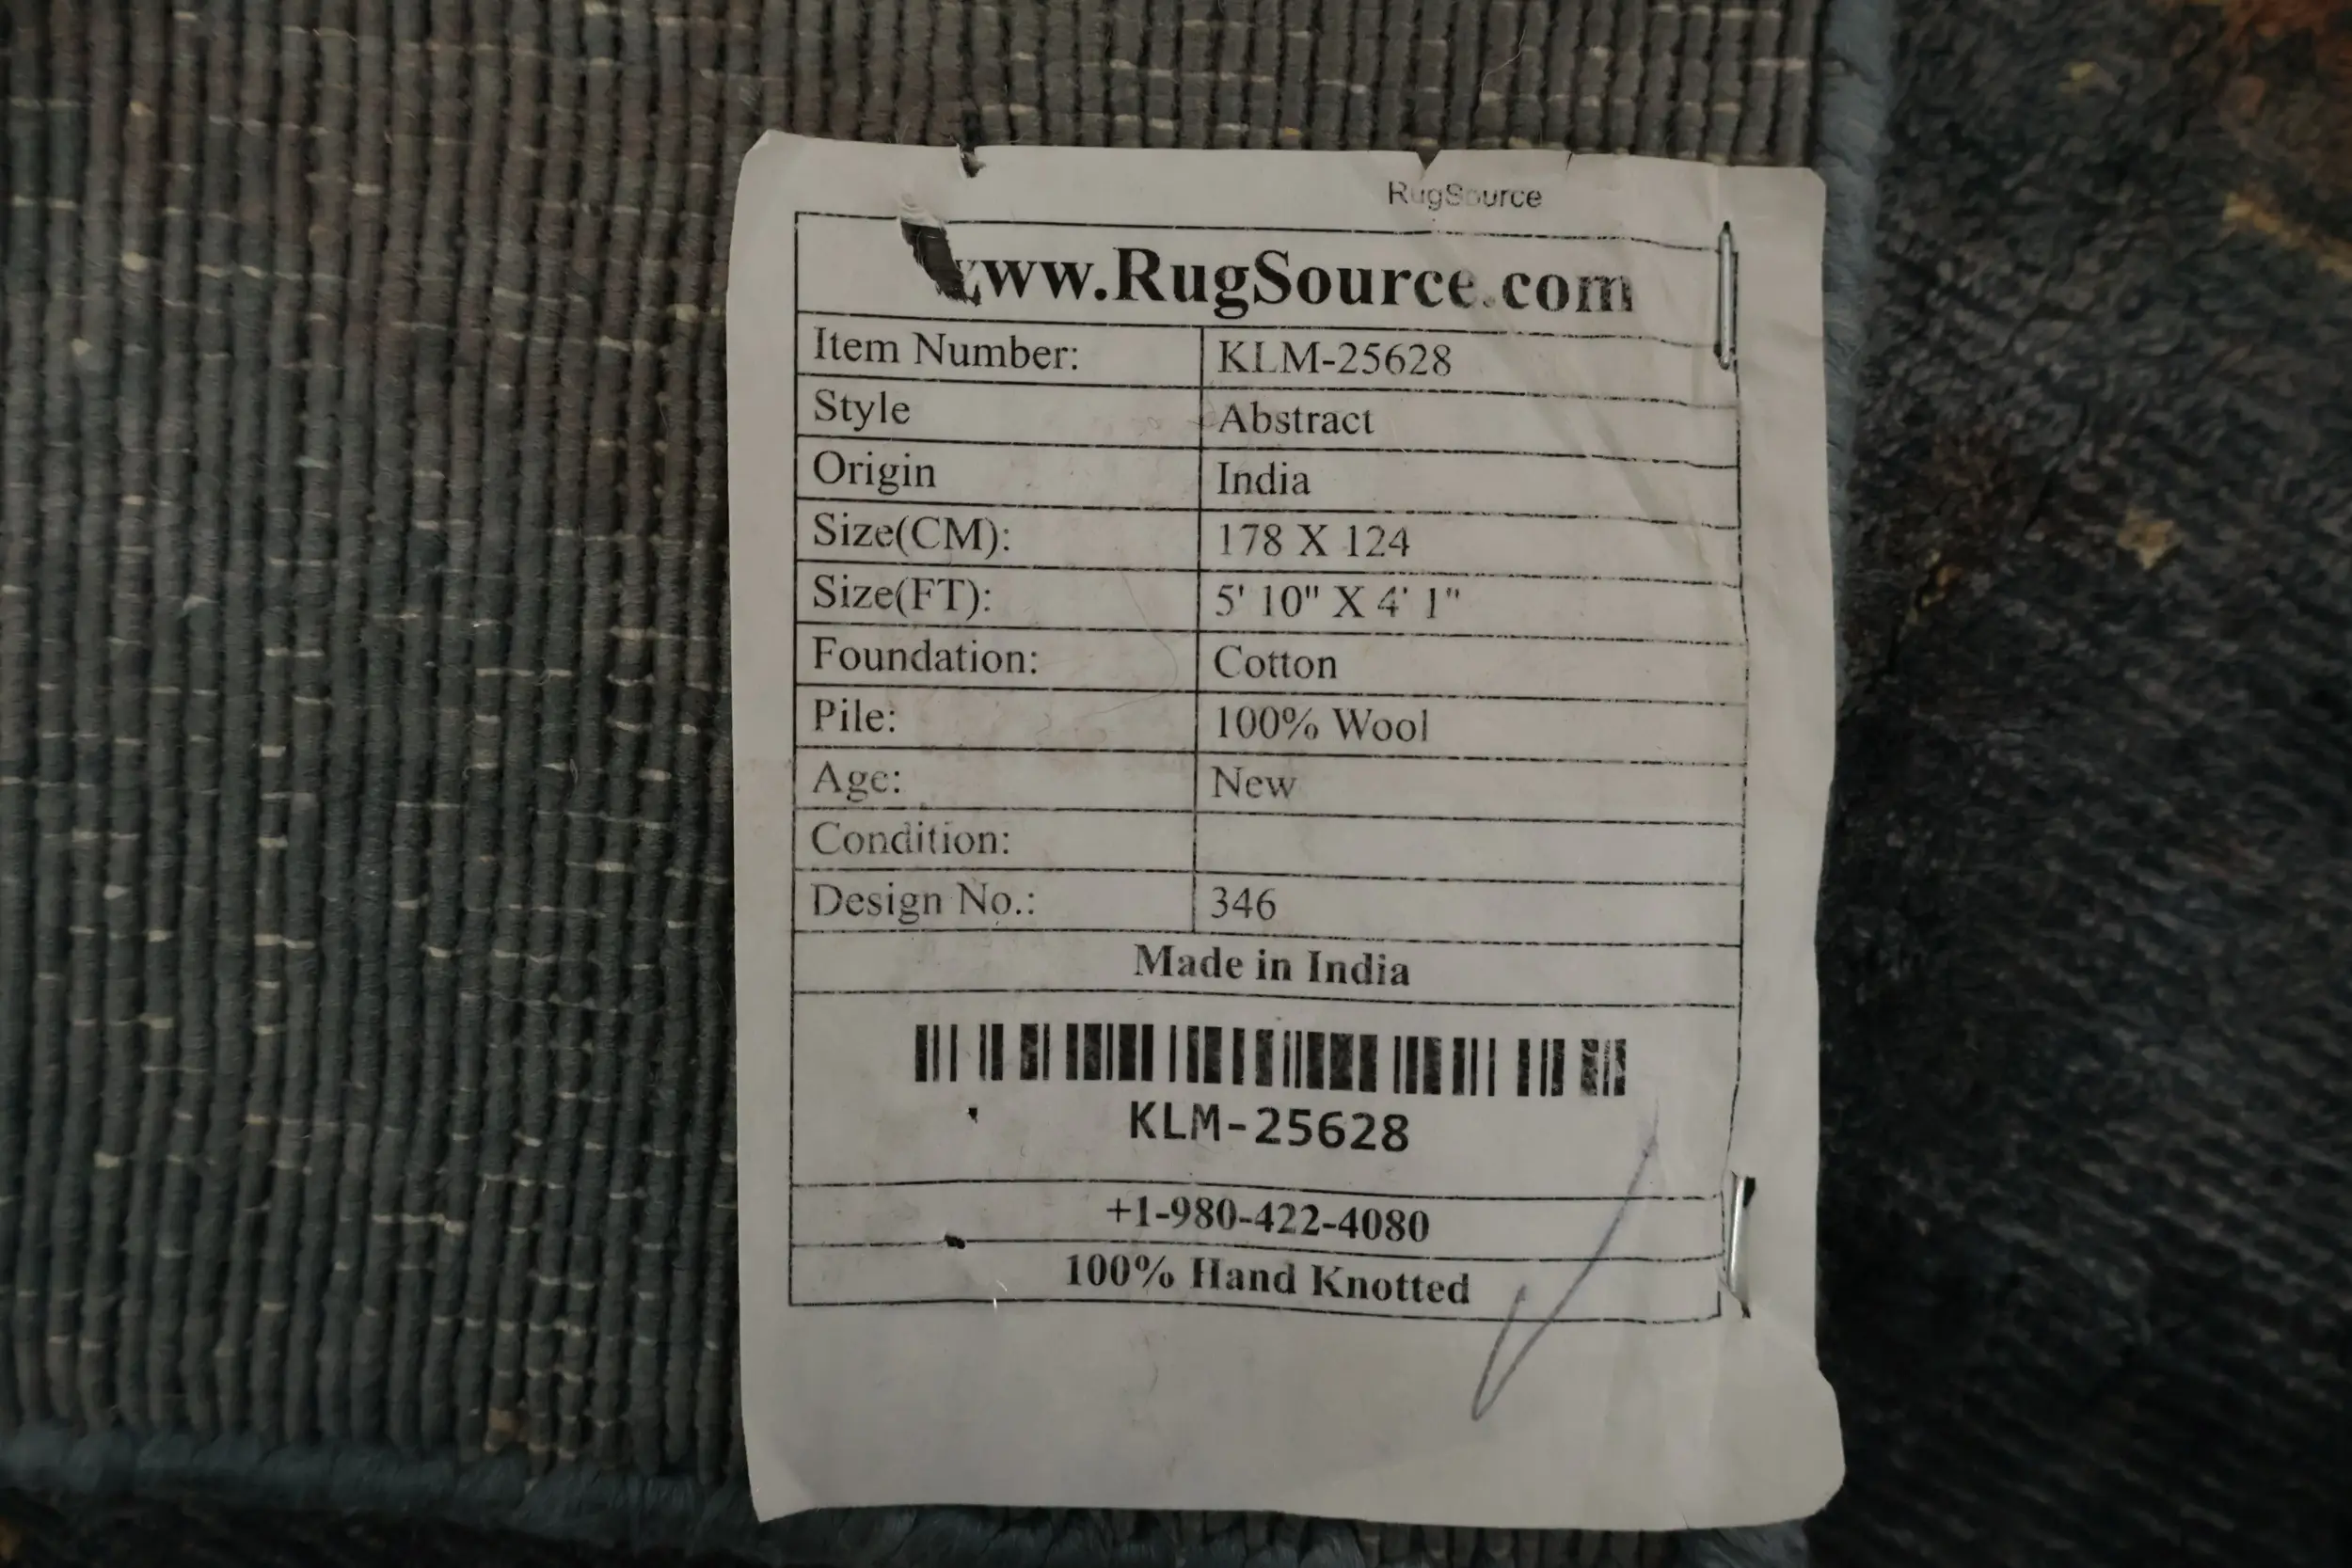 RugSource
www.RugSource.com
Item Number: KLM-25628
Style Abstract
Origin India
Size(CM): 178 X 124
Size(FT): 5' 10" X 4' 1"
Foundation: Cotton
Pile: 100% Wool
Age: New
Condition:
Design No.: 346
Made in India
KLM-25628
+1-980-422-4080
100% Hand Knotted